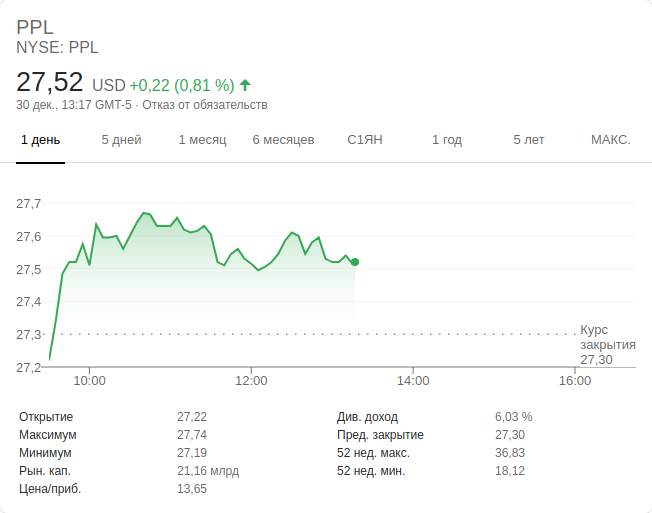 PPL
NYSE: PPL
27,52 USD +0,22 (0,81 %)
30 дек., 13:17 GMT-5 · Отказ от обязательств
1 день 5 дней 1 месяц 6 месяцев С1ЯН 1 год 5 лет МАКС.
27,7
27,6
27,5
27,4
27,3
27,2
Курс
закрытия
27,30
10:00 12:00 14:00 16:00
Открытие 27,22
Максимум 27,74
Минимум 27,19
Рын. кап. 21,16 млрд
Цена/приб. 13,65
Див. доход 6,03 %
Пред. закрытие 27,30
52 нед. макс. 36,83
52 нед. мин. 18,12